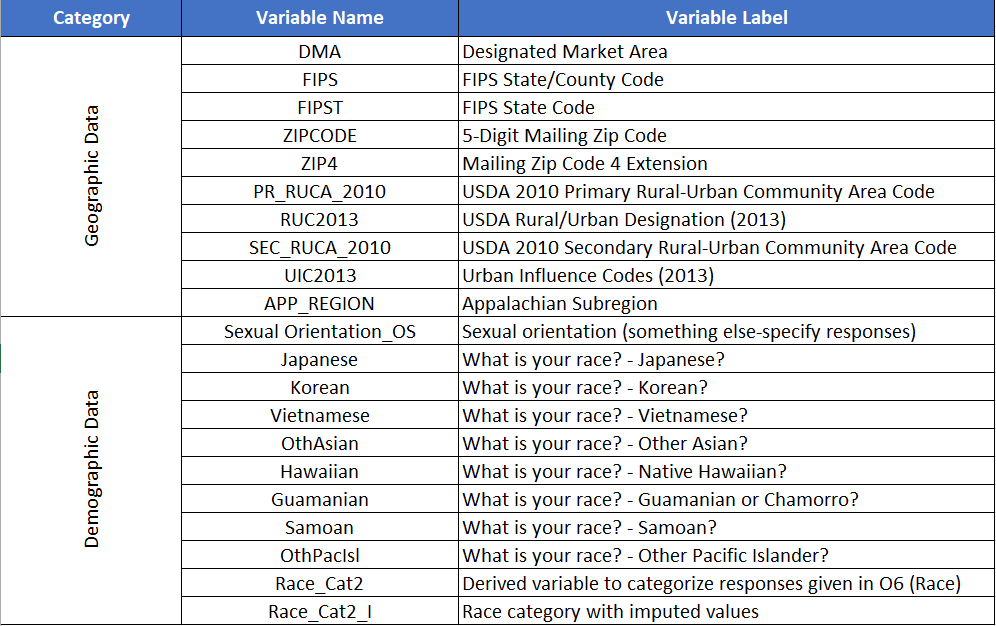 Category Variable Name Variable Label
Geographic Data
DMA Designated Market Area
FIPS FIPS State/County Code
FIPST FIPS State Code
ZIPCODE 5-Digit Mailing Zip Code
ZIP4 Mailing Zip Code 4 Extension
PR_RUCA_2010 USDA 2010 Primary Rural-Urban Community Area Code
RUC2013 USDA Rural/Urban Designation (2013)
SEC_RUCA_2010 USDA 2010 Secondary Rural-Urban Community Area Code
UIC2013 Urban Influence Codes (2013)
APP_REGION Appalachian Subregion
Demographic Data
Sexual Orientation_OS Sexual orientation (something else-specify responses)
Japanese What is your race? - Japanese?
Korean What is your race? - Korean?
Vietnamese What is your race? - Vietnamese?
OthAsian What is your race? - Other Asian?
Hawaiian What is your race? - Native Hawaiian?
Guamanian What is your race? - Guamanian or Chamorro?
Samoan What is your race? - Samoan?
OthPacIsl What is your race? - Other Pacific Islander?
Race_Cat2 Derived variable to categorize responses given in O6 (Race)
Race_Cat2_I Race category with imputed values